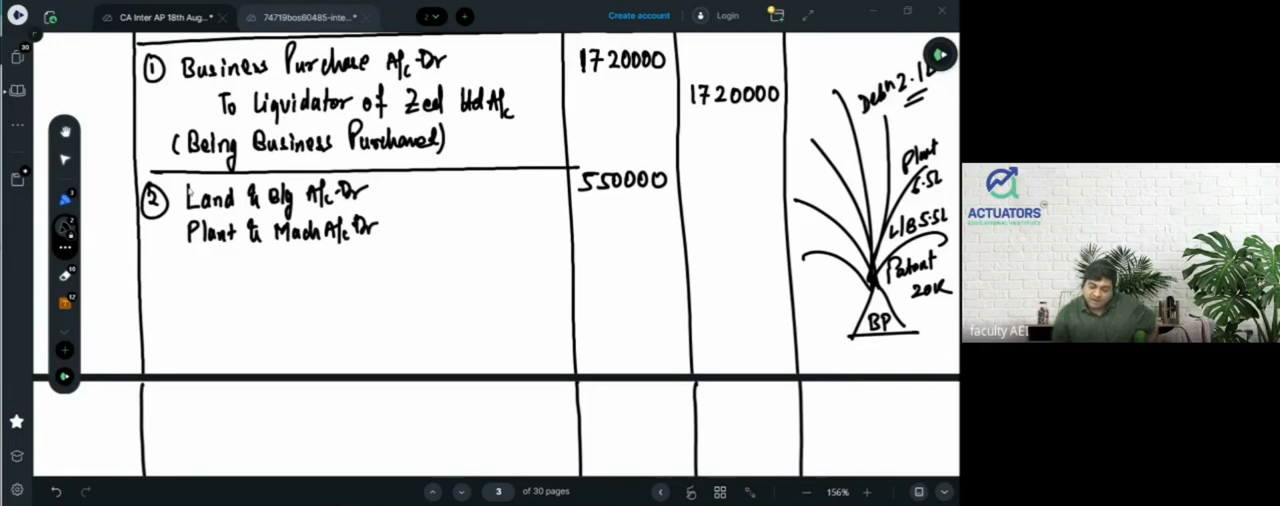 CA Inter AP 18th Aug...*
74719bos60485-inte...*
2
Create account
Login
① Business Purchase A/c Dr 1720000
To Liquidator of Zed Ltd A/c 1720000
(Being Business Purchased)
② Land & Blg A/c Dr 550000
Plant & Mach A/c Dr
Plant
6.5L
L/B 5.5L
Patent
20K
BP
ACTUATORS
EDUCATIONAL INSTITUTE
faculty AEI
3 of 30 pages
156%